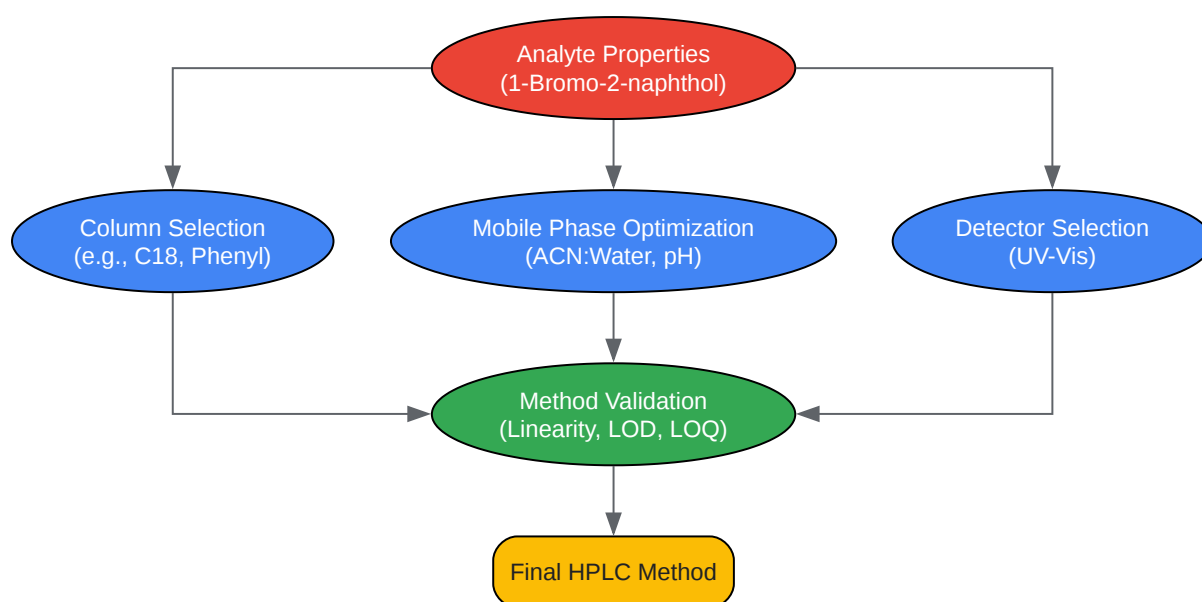 Analyte Properties
(1-Bromo-2-naphthol)
Column Selection
(e.g., C18, Phenyl)
Mobile Phase Optimization
(ACN:Water, pH)
Detector Selection
(UV-Vis)
Method Validation
(Linearity, LOD, LOQ)
Final HPLC Method